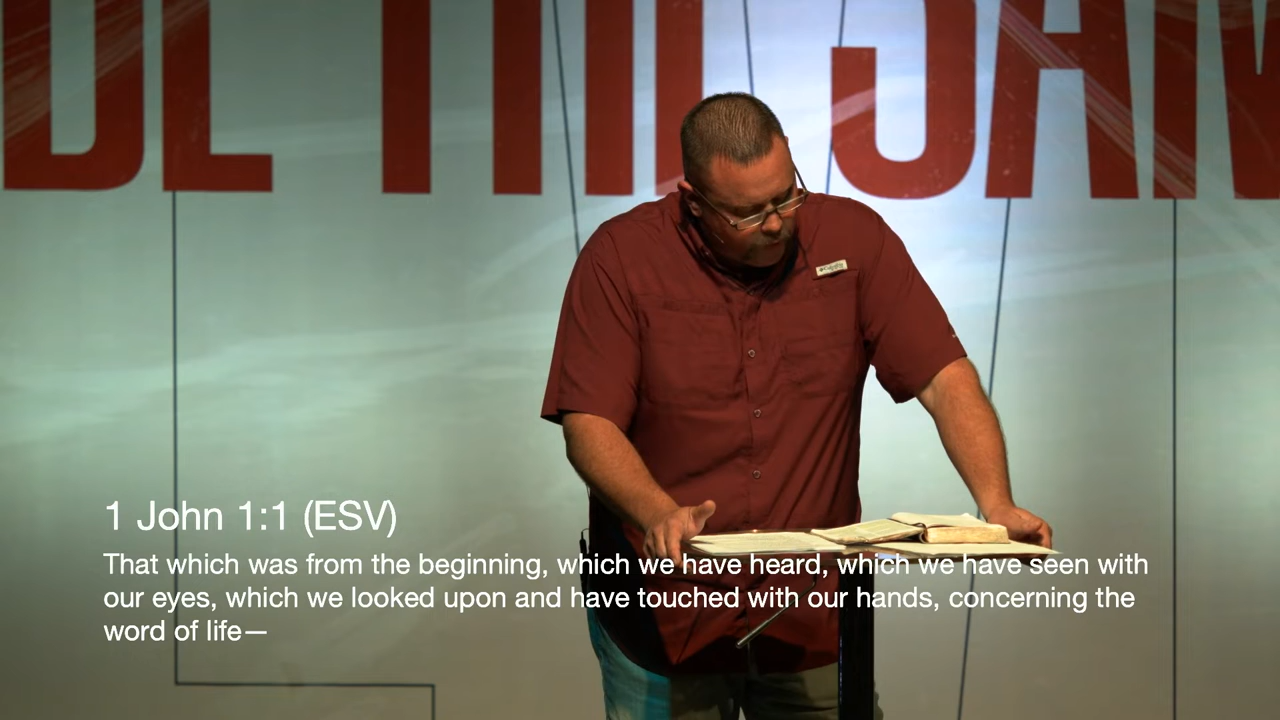 1 John 1:1 (ESV)
That which was from the beginning, which we have heard, which we have seen with
our eyes, which we looked upon and have touched with our hands, concerning the
word of life—